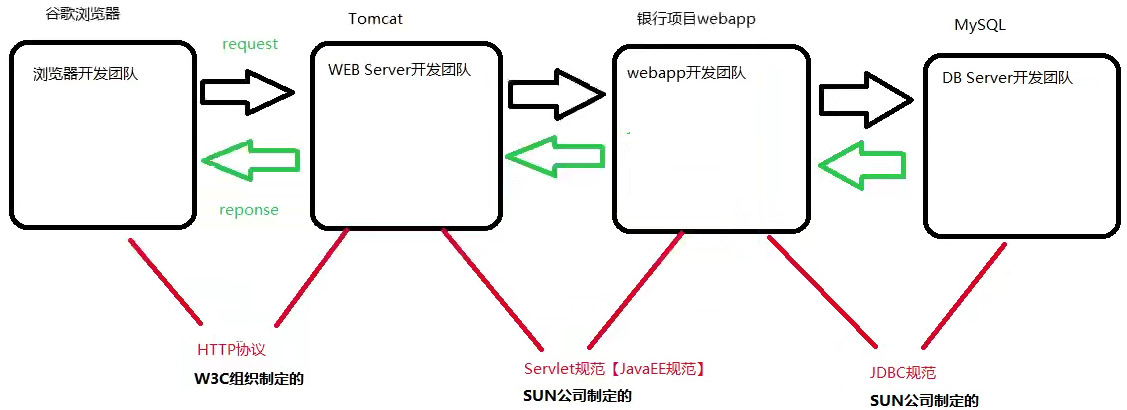 谷歌浏览器
Tomcat
银行项目webapp
MySQL
request
浏览器开发团队
WEB Server开发团队
webapp开发团队
DB Server开发团队
reponse
HTTP协议
W3C组织制定的
Servlet规范【JavaEE规范】
SUN公司制定的
JDBC规范
SUN公司制定的